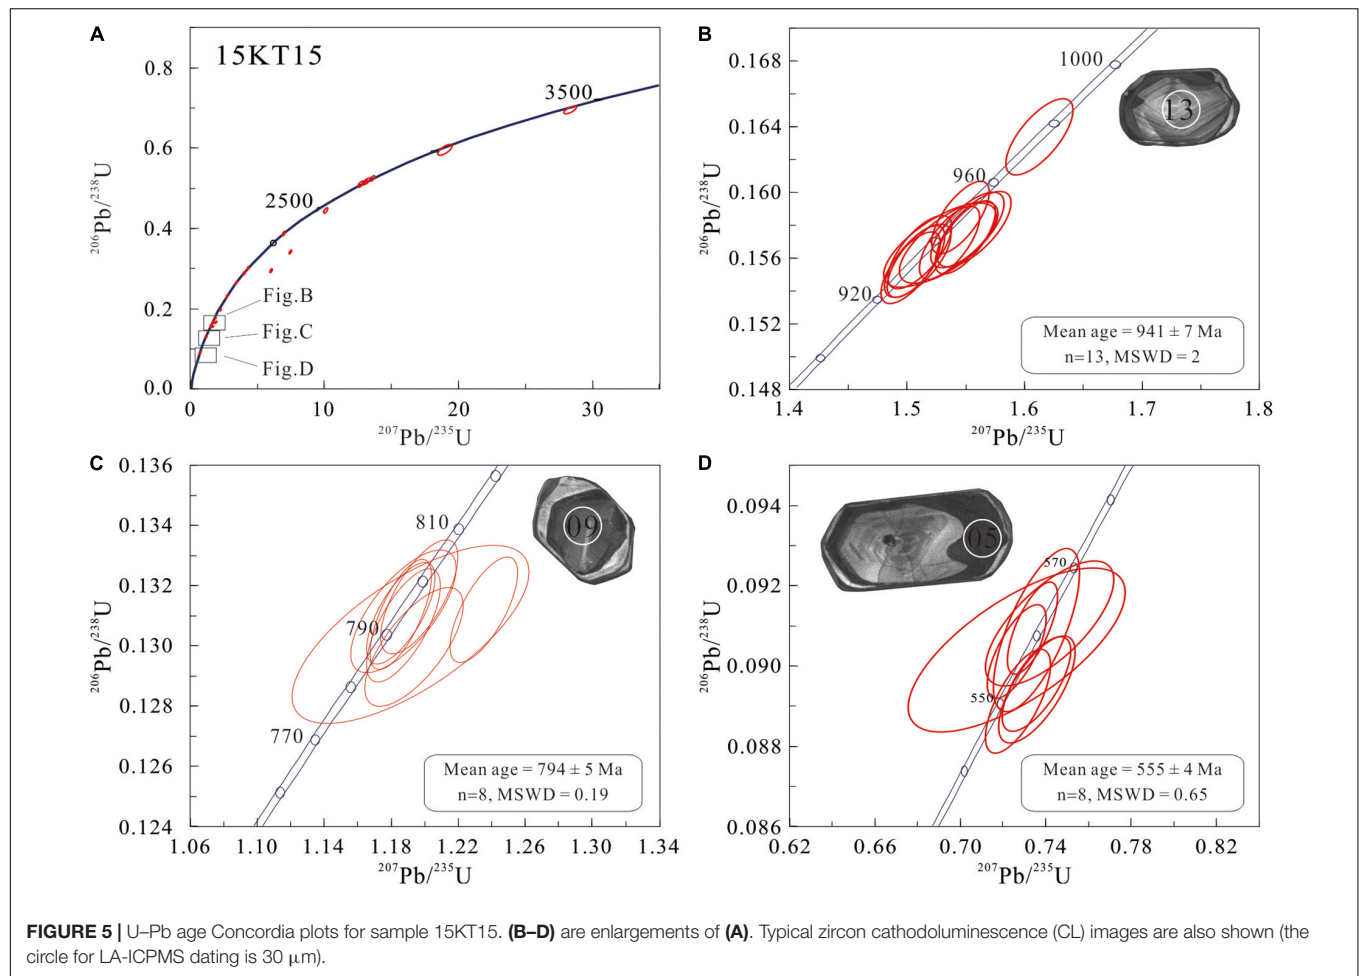 A
15KT15
0.8
3500
0.6
2500
0.4
Fig.B
0.2
Fig.C
Fig.D
0.0
0
10
20
30
206Pb/238U
207Pb/235U
B
0.168
1000
13
0.164
960
0.160
0.156
920
0.152
Mean age = 941 ± 7 Ma
n=13, MSWD = 2
0.148
1.4
1.5
1.6
1.7
1.8
206Pb/238U
207Pb/235U
C
0.136
09
0.134
810
0.132
790
0.130
0.128
770
0.126
Mean age = 794 ± 5 Ma
n=8, MSWD = 0.19
0.124
1.06
1.10
1.14
1.18
1.22
1.26
1.30
1.34
206Pb/238U
207Pb/235U
D
0.094
05
570
0.092
0.090
550
0.088
Mean age = 555 ± 4 Ma
n=8, MSWD = 0.65
0.086
0.62
0.66
0.70
0.74
0.78
0.82
206Pb/238U
207Pb/235U
FIGURE 5 | U–Pb age Concordia plots for sample 15KT15. (B–D) are enlargements of (A). Typical zircon cathodoluminescence (CL) images are also shown (the
circle for LA-ICPMS dating is 30 μm).